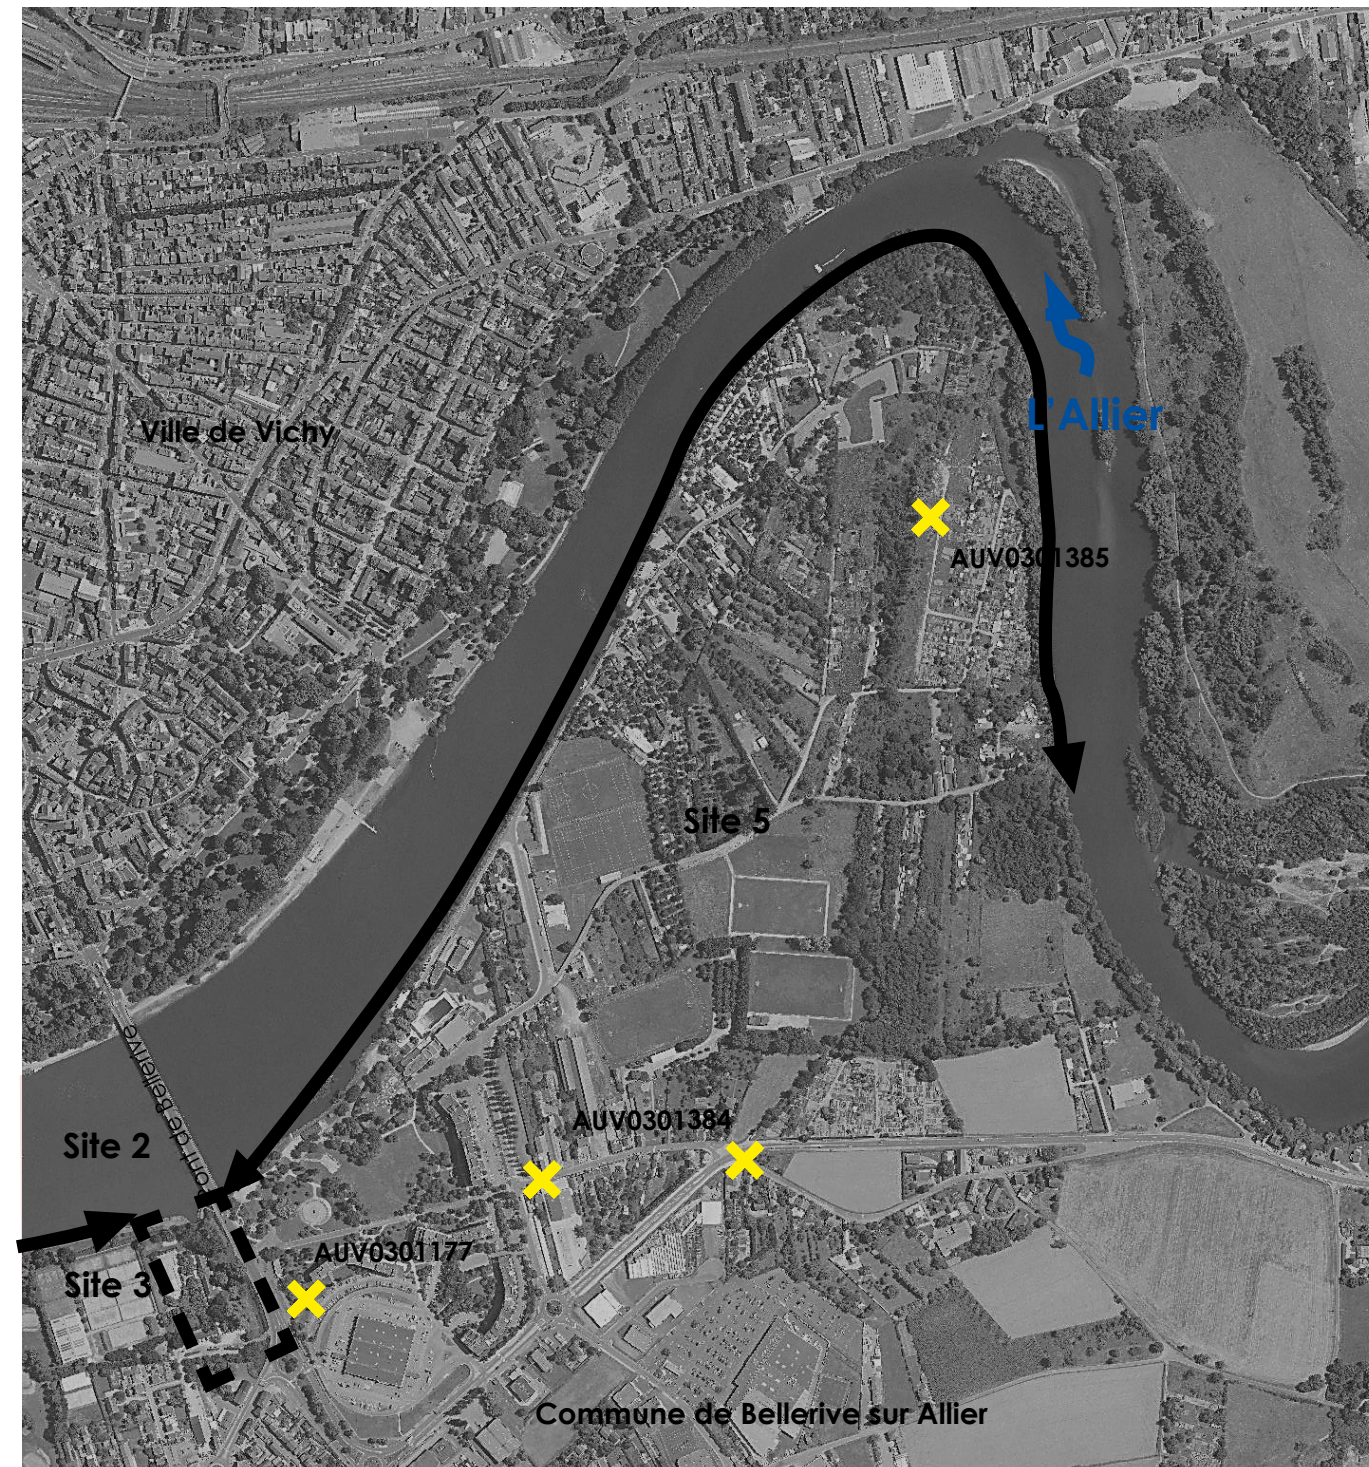 Ville de Vichy
L'Allier
AUV0301385
Site 5
Pont de Bellerive
AUV0301384
Site 2
AUV0301177
Site 3
Commune de Bellerive sur Allier